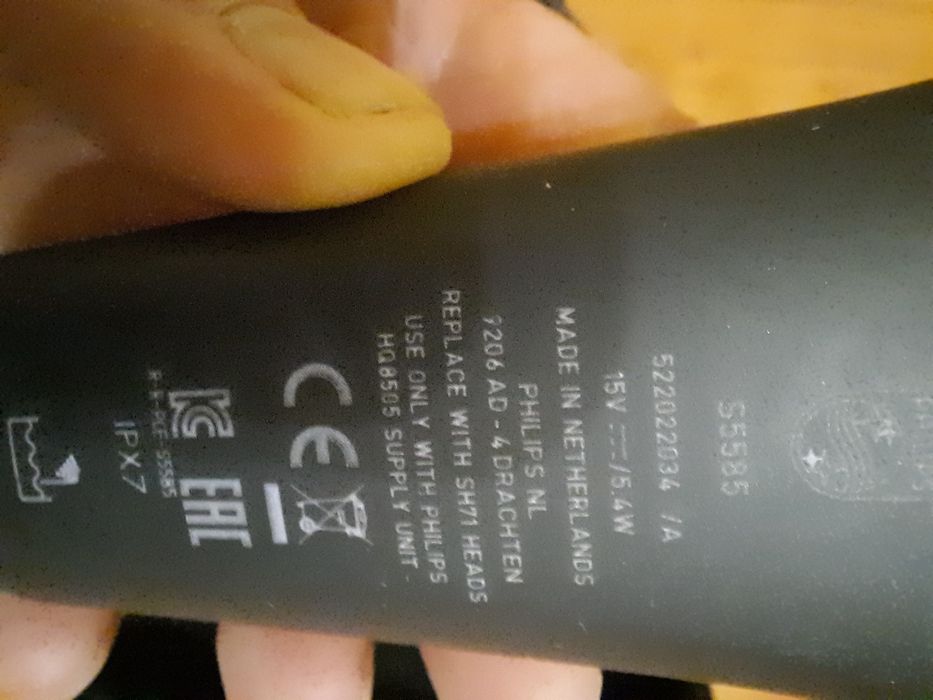 S5585
522022034 /A
15V ⎓/5.4W
MADE IN NETHERLANDS
PHILIPS NL
9206 AD - 4 DRACHTEN
REPLACE WITH SH71 HEADS
USE ONLY WITH PHILIPS
HQ8505 SUPPLY UNIT.
CE
EAC
IPX7